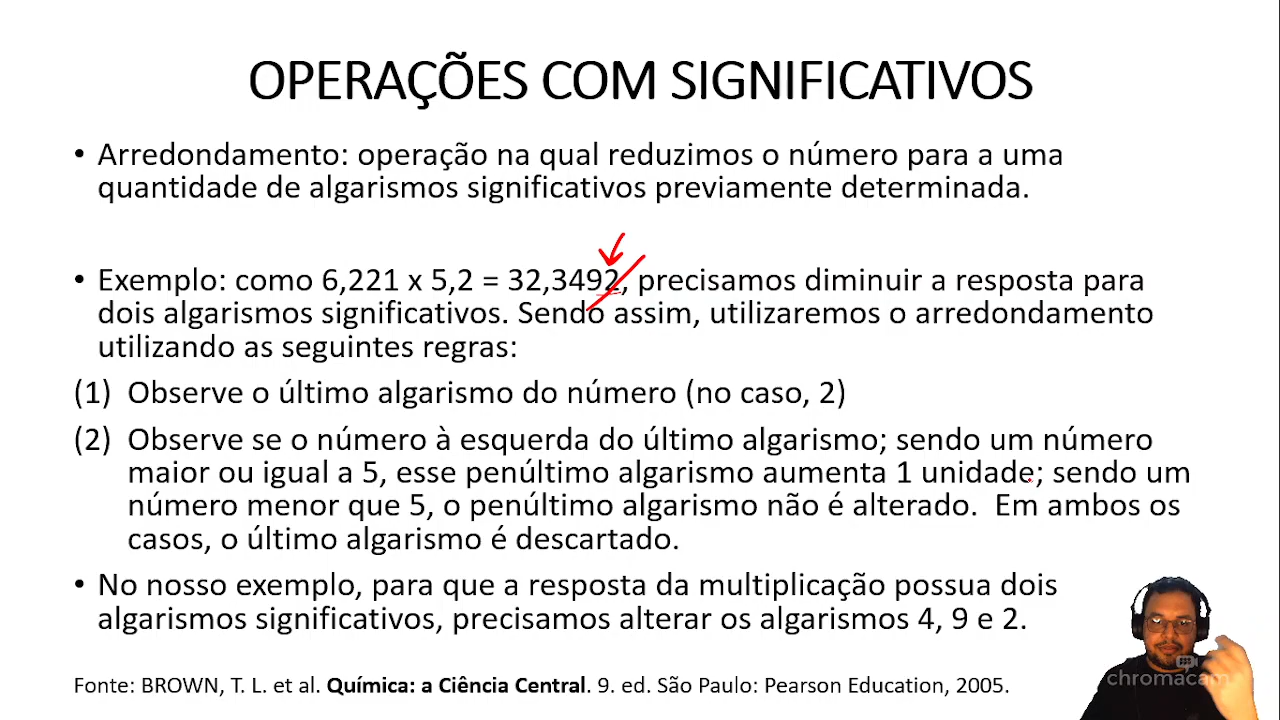 OPERAÇÕES COM SIGNIFICATIVOS
• Arredondamento: operação na qual reduzimos o número para a uma
quantidade de algarismos significativos previamente determinada.
• Exemplo: como 6,221 x 5,2 = 32,3492, precisamos diminuir a resposta para
dois algarismos significativos. Sendo assim, utilizaremos o arredondamento
utilizando as seguintes regras:
(1) Observe o último algarismo do número (no caso, 2)
(2) Observe se o número à esquerda do último algarismo; sendo um número
maior ou igual a 5, esse penúltimo algarismo aumenta 1 unidade; sendo um
número menor que 5, o penúltimo algarismo não é alterado. Em ambos os
casos, o último algarismo é descartado.
• No nosso exemplo, para que a resposta da multiplicação possua dois
algarismos significativos, precisamos alterar os algarismos 4, 9 e 2.
Fonte: BROWN, T. L. et al. Química: a Ciência Central. 9. ed. São Paulo: Pearson Education, 2005.
chromacam